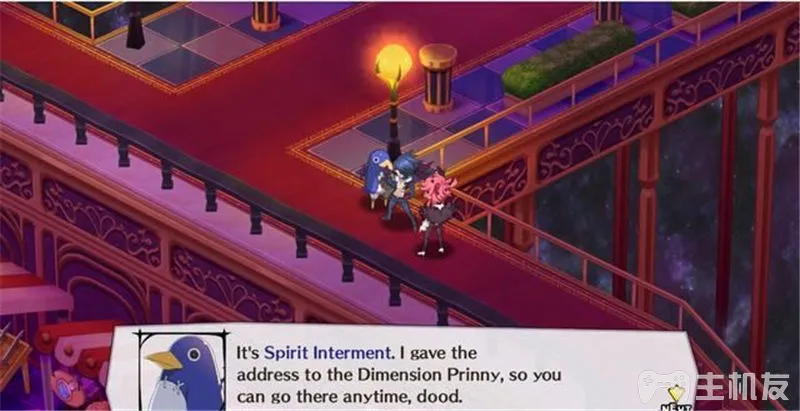 It's Spirit Interment. I gave the
address to the Dimension Prinny, so you
can go there anytime, dood.
NEXT
主机友